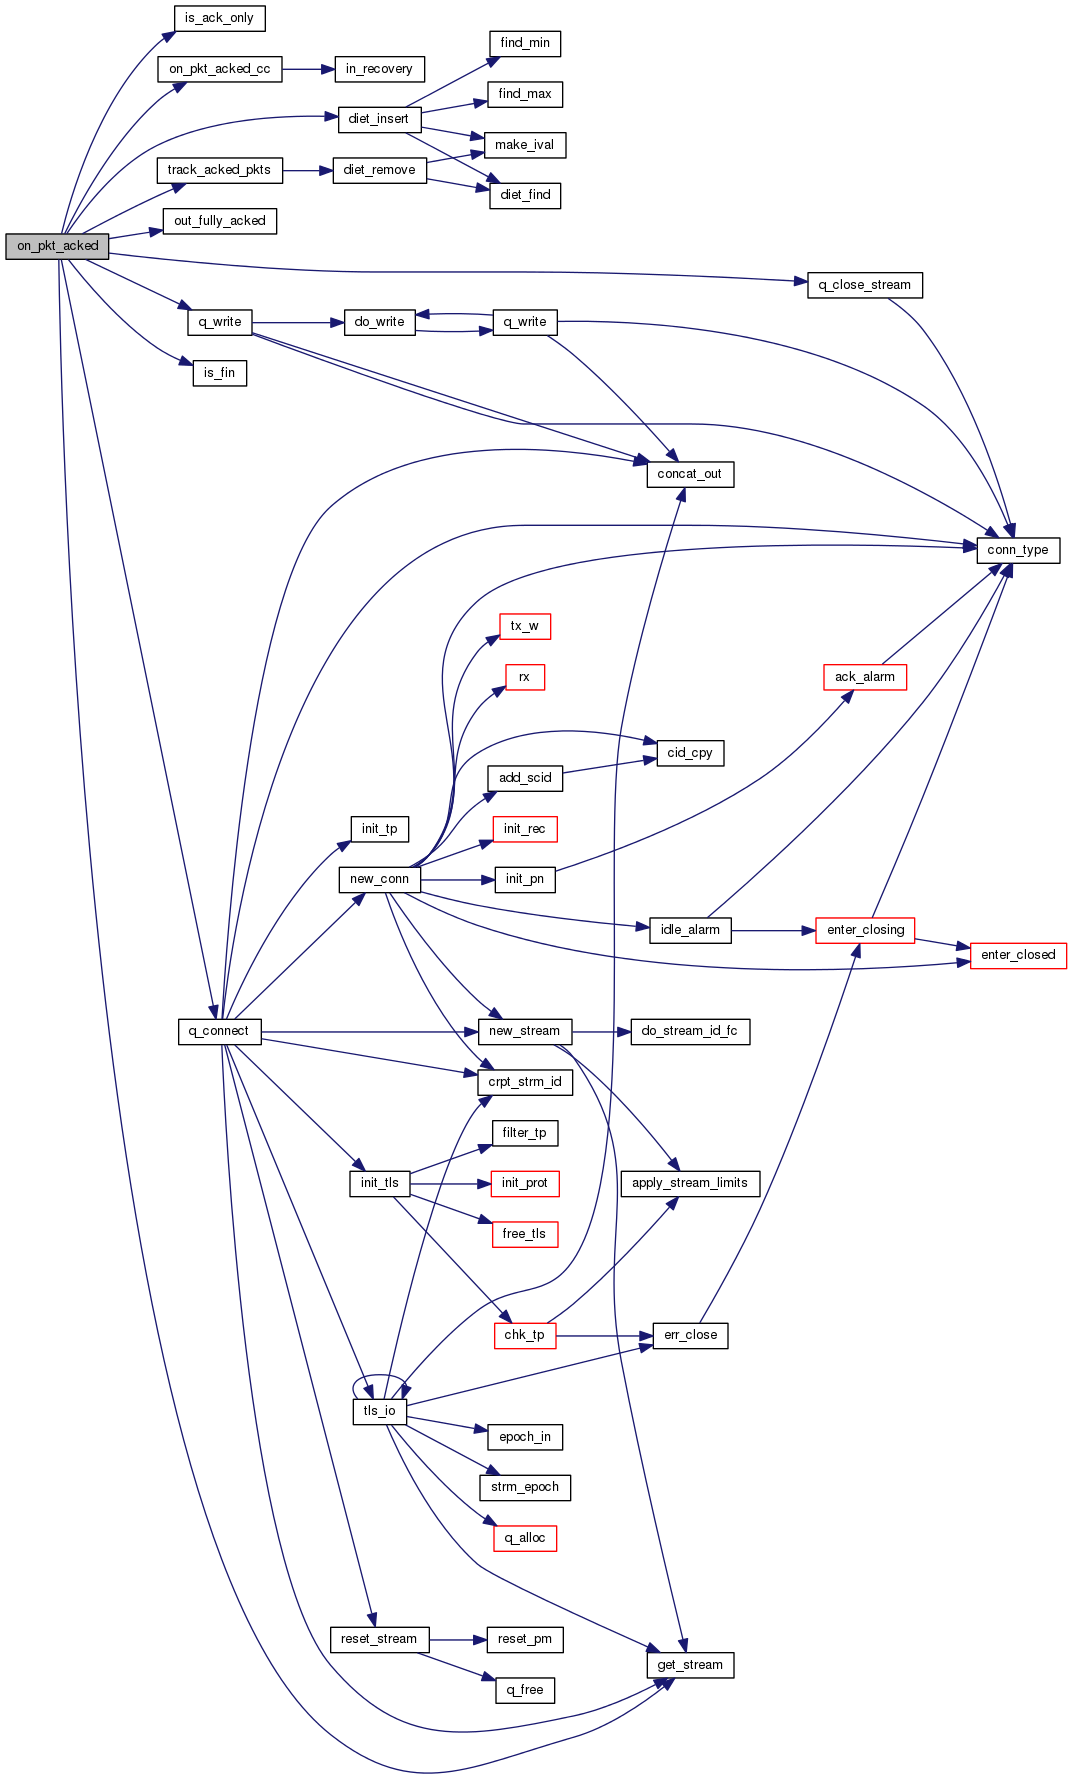 is_ack_only
find_min
on_pkt_acked_cc
in_recovery
find_max
diet_insert
make_ival
track_acked_pkts
diet_remove
diet_find
out_fully_acked
on_pkt_acked
q_close_stream
q_write
do_write
q_write
is_fin
concat_out
conn_type
tx_w
rx
ack_alarm
cid_cpy
add_scid
init_tp
init_rec
new_conn
init_pn
idle_alarm
enter_closing
enter_closed
q_connect
new_stream
do_stream_id_fc
crpt_strm_id
filter_tp
init_tls
init_prot
apply_stream_limits
free_tls
chk_tp
err_close
tls_io
epoch_in
strm_epoch
q_alloc
reset_stream
reset_pm
get_stream
q_free